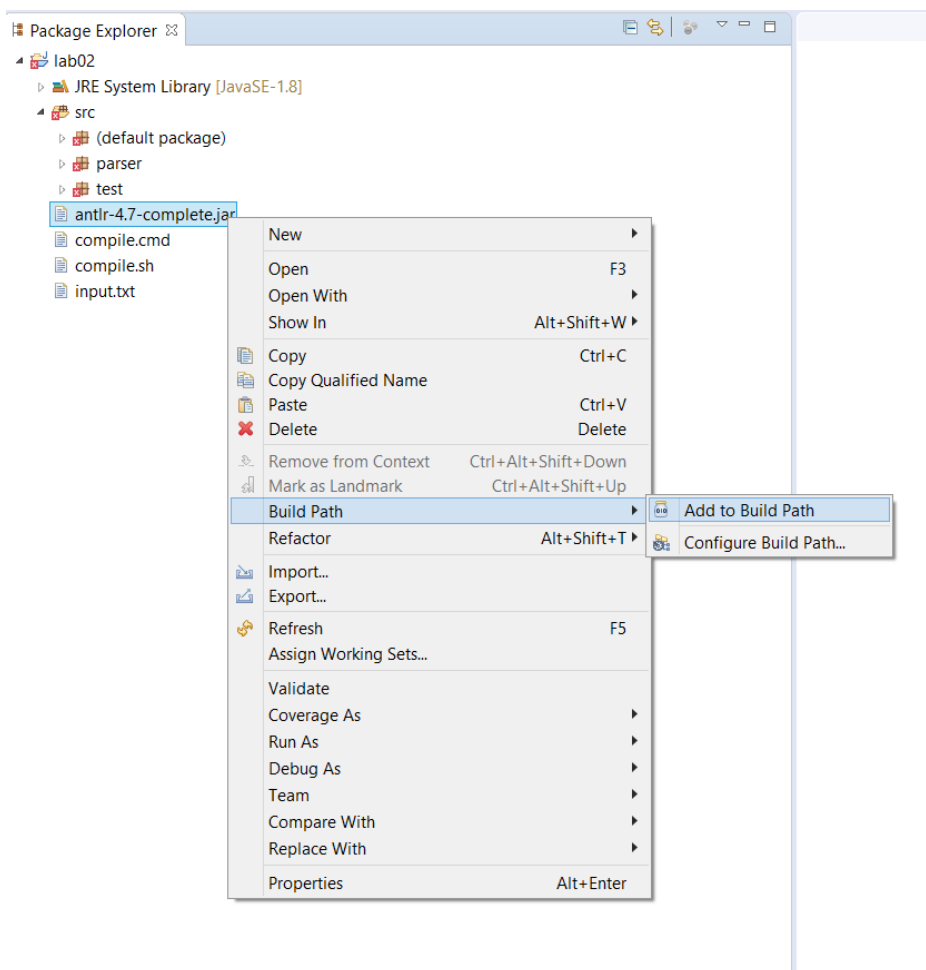 Package Explorer
lab02
JRE System Library [JavaSE-1.8]
src
(default package)
parser
test
antlr-4.7-complete.jar
compile.cmd
compile.sh
input.txt
New
Open F3
Open With
Show In Alt+Shift+W
Copy Ctrl+C
Copy Qualified Name
Paste Ctrl+V
Delete Delete
Remove from Context Ctrl+Alt+Shift+Down
Mark as Landmark Ctrl+Alt+Shift+Up
Build Path
Add to Build Path
Configure Build Path...
Refactor Alt+Shift+T
Import...
Export...
Refresh F5
Assign Working Sets...
Validate
Coverage As
Run As
Debug As
Team
Compare With
Replace With
Properties Alt+Enter